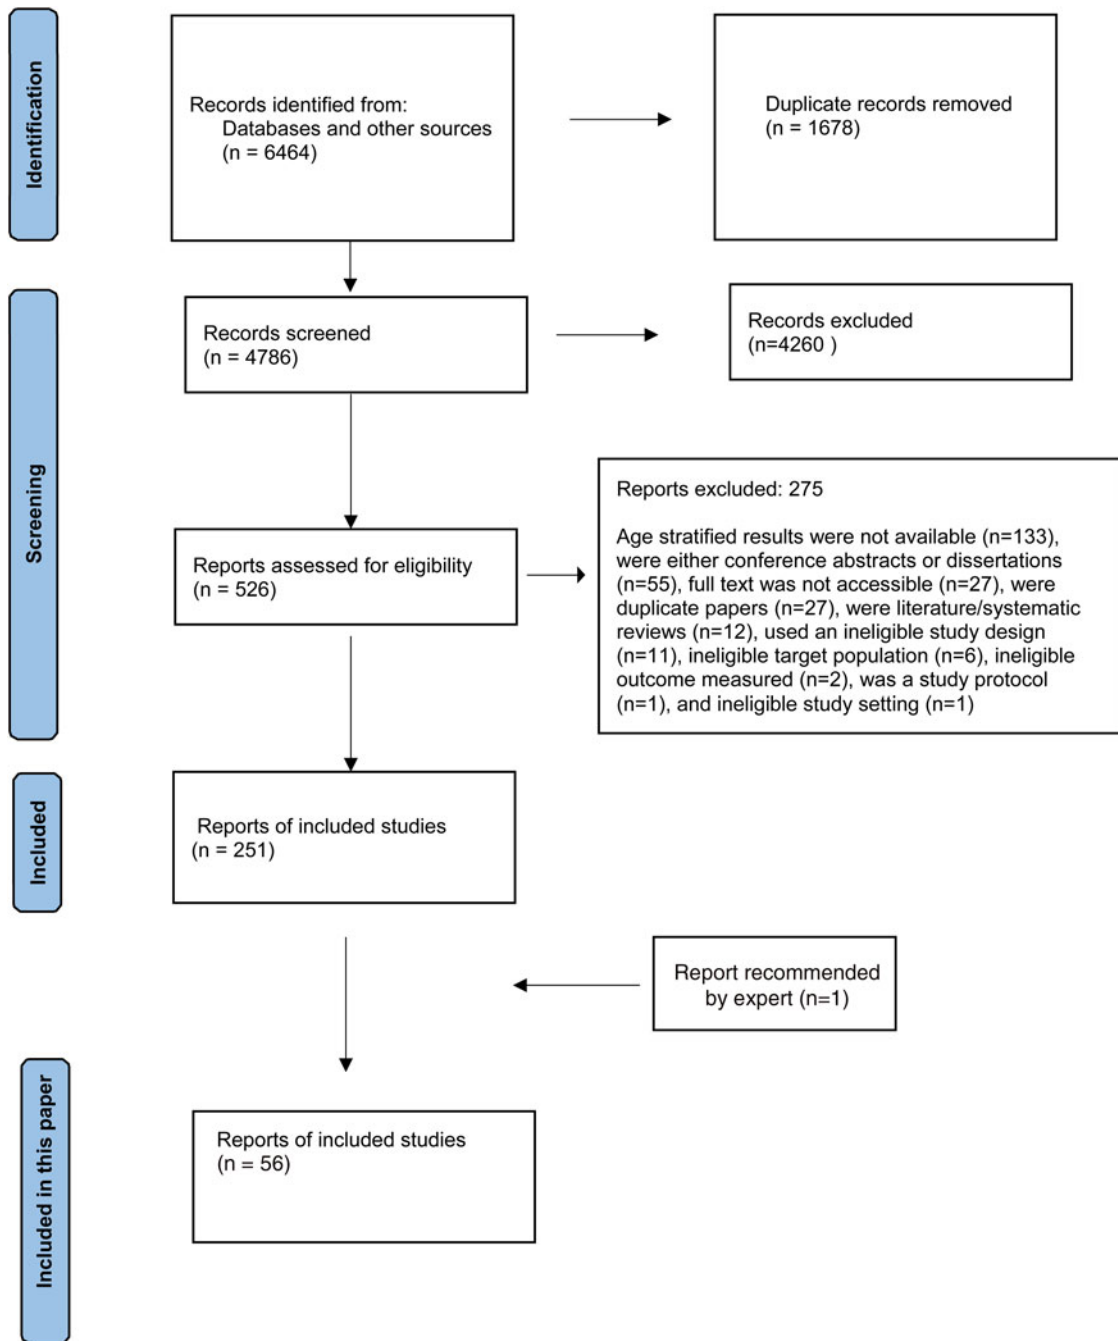 Identification
Records identified from:
Databases and other sources
(n = 6464)
Duplicate records removed
(n = 1678)
Screening
Records screened
(n = 4786)
Records excluded
(n=4260 )
Reports assessed for eligibility
(n = 526)
Reports excluded: 275
Age stratified results were not available (n=133),
were either conference abstracts or dissertations
(n=55), full text was not accessible (n=27), were
duplicate papers (n=27), were literature/systematic
reviews (n=12), used an ineligible study design
(n=11), ineligible target population (n=6), ineligible
outcome measured (n=2), was a study protocol
(n=1), and ineligible study setting (n=1)
Included
Reports of included studies
(n = 251)
Report recommended
by expert (n=1)
Included in this paper
Reports of included studies
(n = 56)